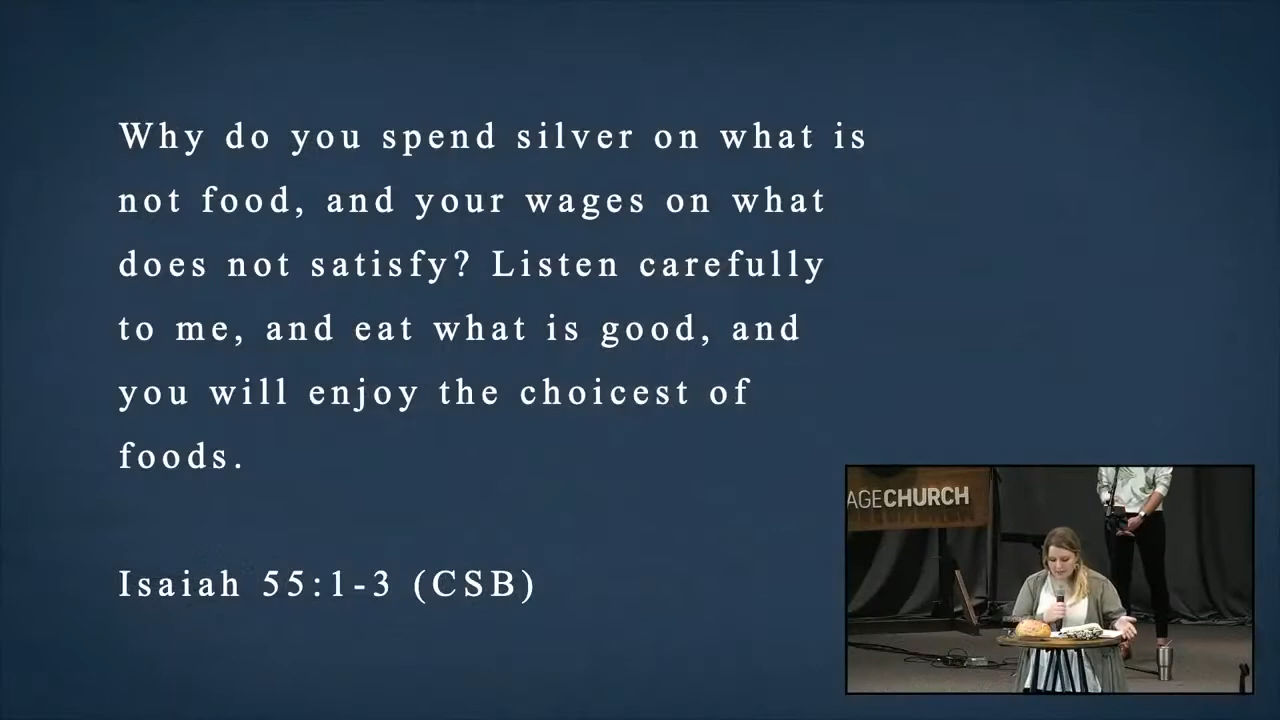 Why do you spend silver on what is
not food, and your wages on what
does not satisfy? Listen carefully
to me, and eat what is good, and
you will enjoy the choicest of
foods.
Isaiah 55:1-3 (CSB)
AGECHURCH